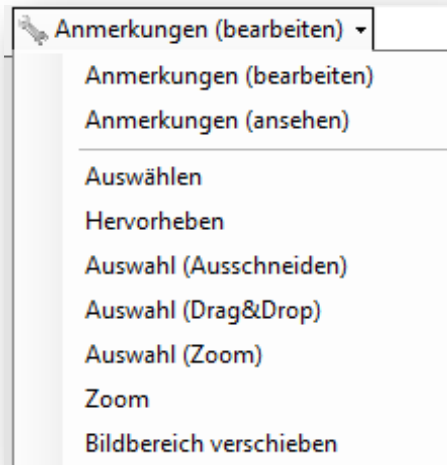 Anmerkungen (bearbeiten)
Anmerkungen (bearbeiten)
Anmerkungen (ansehen)
Auswählen
Hervorheben
Auswahl (Ausschneiden)
Auswahl (Drag&Drop)
Auswahl (Zoom)
Zoom
Bildbereich verschieben